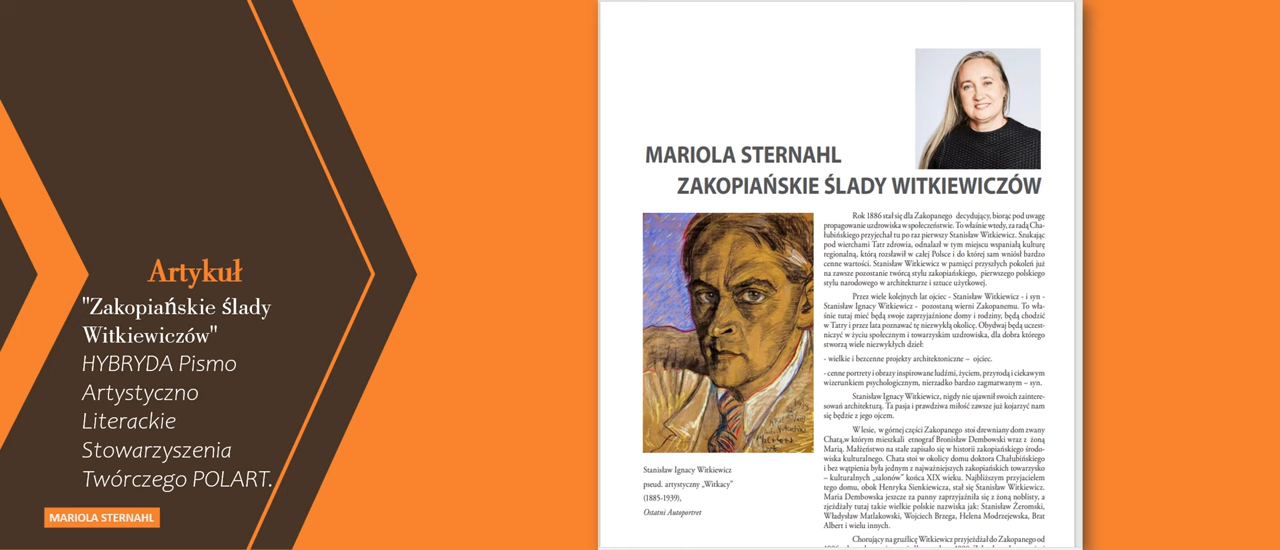 Artykuł
"Zakopiańskie ślady
Witkiewiczów"
HYBRYDA Pismo
Artystyczno
Literackie
Stowarzyszenia
Twórczego POLART.
MARIOLA STERNAHL
MARIOLA STERNAHL
ZAKOPIAŃSKIE ŚLADY WITKIEWICZÓW
Stanisław Ignacy Witkiewicz
pseud. artystyczny „Witkacy"
(1885-1939),
Ostatni Autoportret
Rok 1886 stał się dla Zakopanego decydujący, biorąc pod uwagę
propagowanie uzdrowiska w społeczeństwie. To właśnie wtedy, za radą Cha-
łubińskiego przyjechał tu po raz pierwszy Stanisław Witkiewicz. Szukając
pod wierchami Tatr zdrowia, odnalazł w tym miejscu wspaniałą kulturę
regionalną, którą rozsławił w całej Polsce i do której sam wniósł bardzo
cenne wartości. Stanisław Witkiewicz w pamięci przyszłych pokoleń już
na zawsze pozostanie twórcą stylu zakopiańskiego, pierwszego polskiego
stylu narodowego w architekturze i sztuce użytkowej.
Przez wiele kolejnych lat ojciec - Stanisław Witkiewicz - i syn -
Stanisław Ignacy Witkiewicz - pozostaną wierni Zakopanemu. To wła-
śnie tutaj mieć będą swoje zaprzyjaźnione domy i rodziny, będą chodzić
w Tatry i przez lata poznawać tę niezwykłą okolicę. Obydwaj będą uczest-
niczyć w życiu społecznym i towarzyskim uzdrowiska, dla dobra którego
stworzą wiele niezwykłych dzieł:
- wielkie i bezcenne projekty architektoniczne – ojciec.
- cenne portrety i obrazy inspirowane ludźmi, życiem, przyrodą i ciekawym
wizerunkiem psychologicznym, nierzadko bardzo zagmatwanym – syn.
Stanisław Ignacy Witkiewicz, nigdy nie ujawnił swoich zaintere-
sowań architekturą. Ta pasja i prawdziwa miłość zawsze już kojarzyć nam
się będzie z jego ojcem.
W lesie, w górnej części Zakopanego stoi drewniany dom zwany
Chatą,w którym mieszkali etnograf Bronisław Dembowski wraz z żoną
Marią. Małżeństwo na stałe zapisało się w historii zakopiańskiego środo-
wiska kulturalnego. Chata stoi w okolicy domu doktora Chałubińskiego
i bez wątpienia była jednym z najważniejszych zakopiańskich towarzysko
– kulturalnych „salonów" końca XIX wieku. Najbliższym przyjacielem
tego domu, obok Henryka Sienkiewicza, stał się Stanisław Witkiewicz.
Maria Dembowska jeszcze za panny zaprzyjaźniła się z żoną noblisty, a
zjeżdżały tutaj takie wielkie polskie nazwiska jak: Stanisław Żeromski,
Władysław Matlakowski, Wojciech Brzega, Helena Modrzejewska, Brat
Albert i wielu innych.
Chorujący na gruźlicę Witkiewicz przyjeżdżał do Zakopanego od